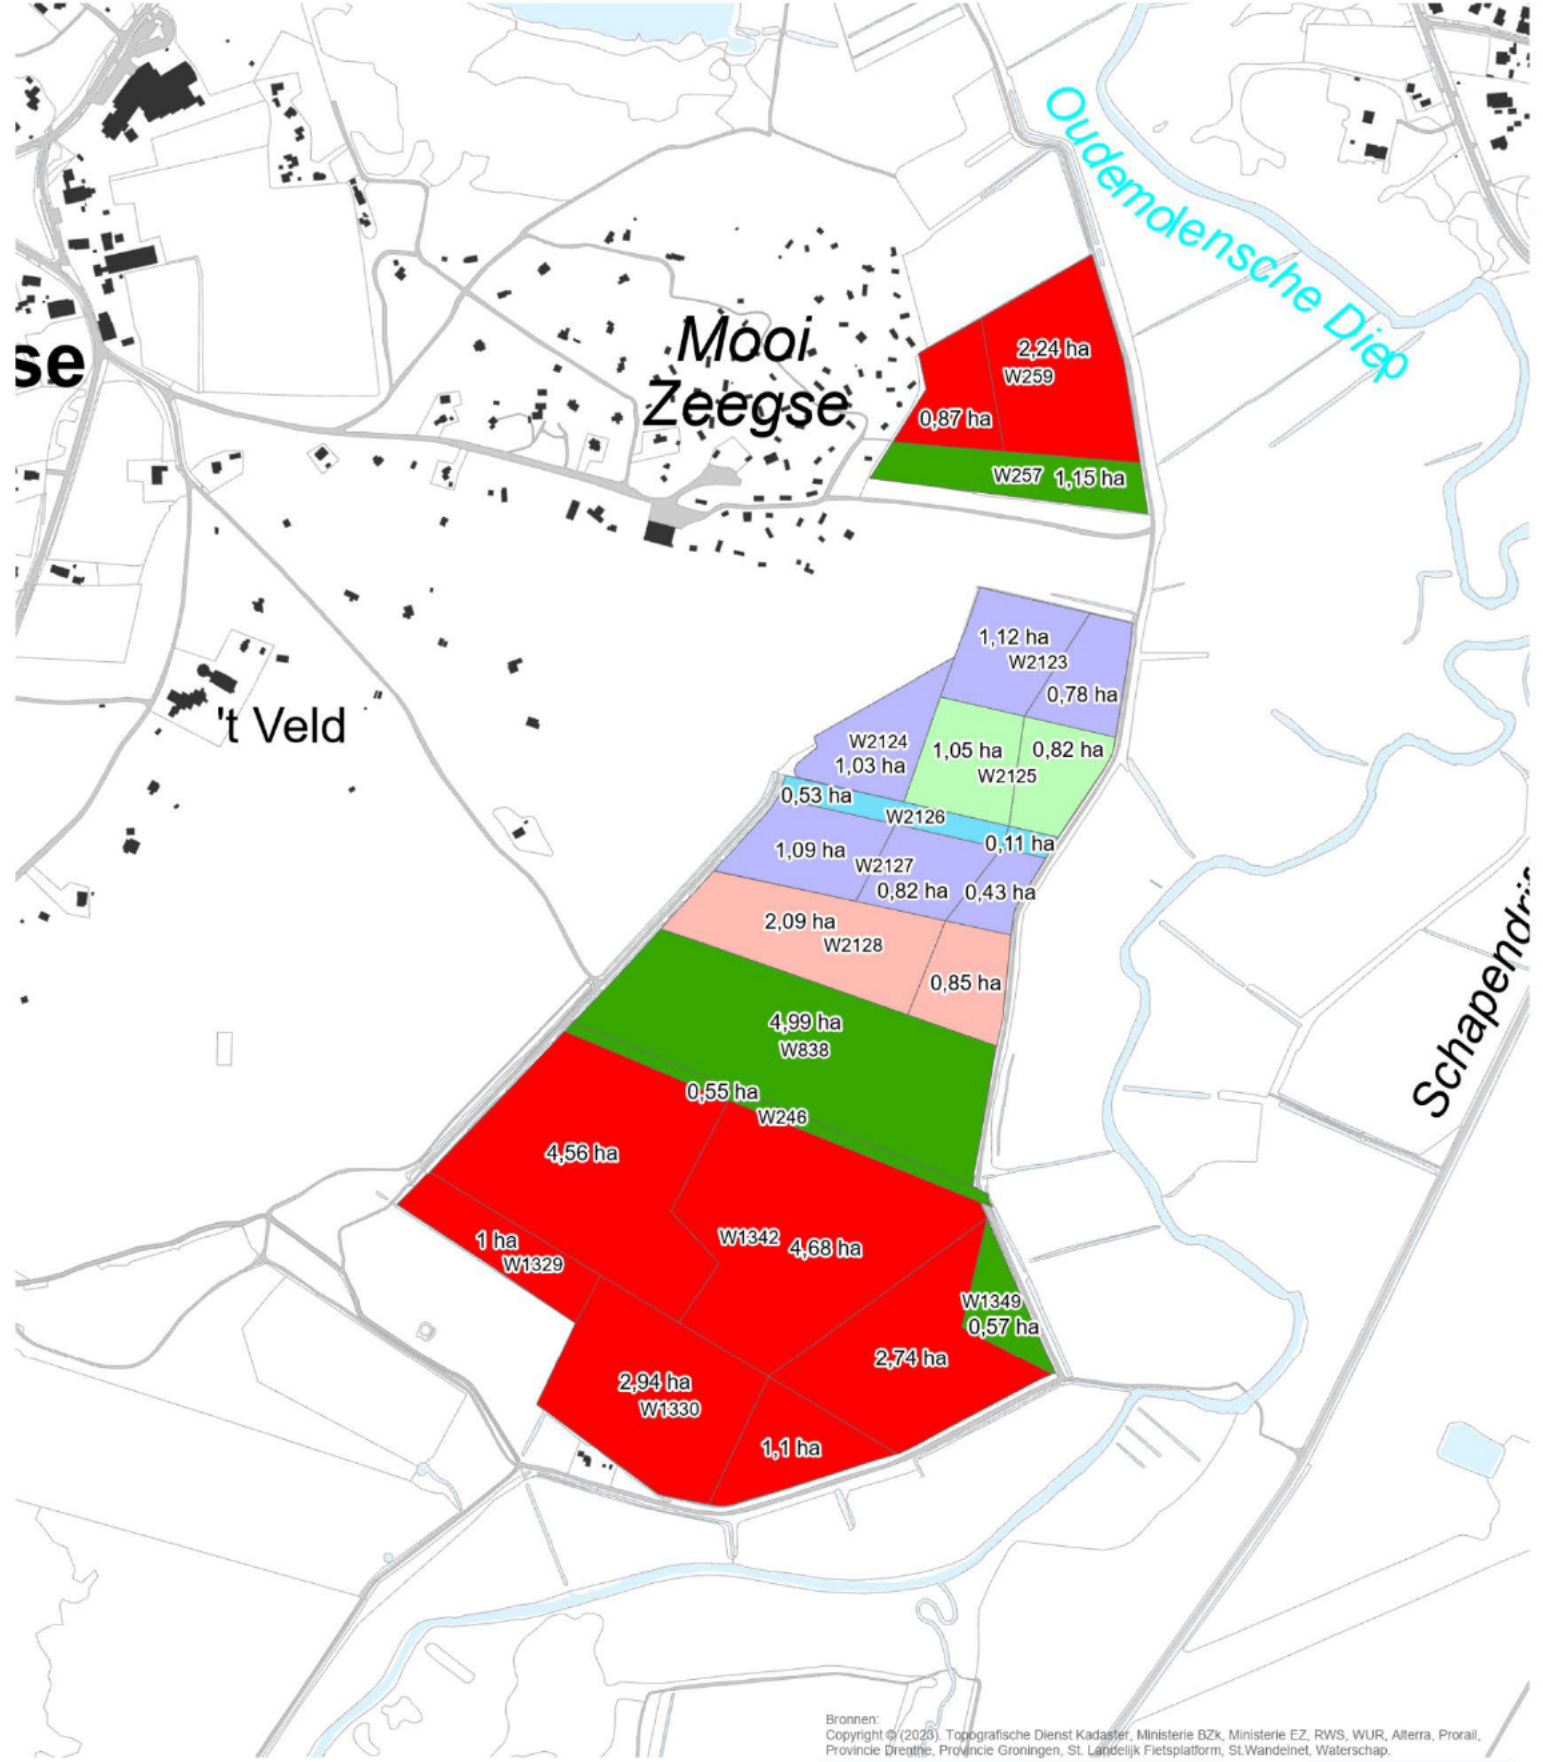 Oudemolensche Diep
Mooi
Zeegse
se
2,24 ha
W259
0,87 ha
W257 1,15 ha
1,12 ha
W2123
0,78 ha
't Veld
W2124
1,03 ha
1,05 ha
0,82 ha
W2125
0,53 ha
W2126
0,11 ha
1,09 ha
W2127
0,82 ha
0,43 ha
2,09 ha
W2128
0,85 ha
4,99 ha
W838
0,55 ha
W246
4,56 ha
Schapendri
1 ha
W1329
W1342 4,68 ha
W1349
0,57 ha
2,74 ha
2,94 ha
W1330
1,1 ha
Bronnen:
Copyright © (2023). Topografische Dienst Kadaster, Ministerie BZk, Ministerie EZ, RWS, WUR, Alterra, Prorail,
Provincie Drenthe, Provincie Groningen, St. Landelijk Fietsplatform, St.Wandelnet, Waterschap.